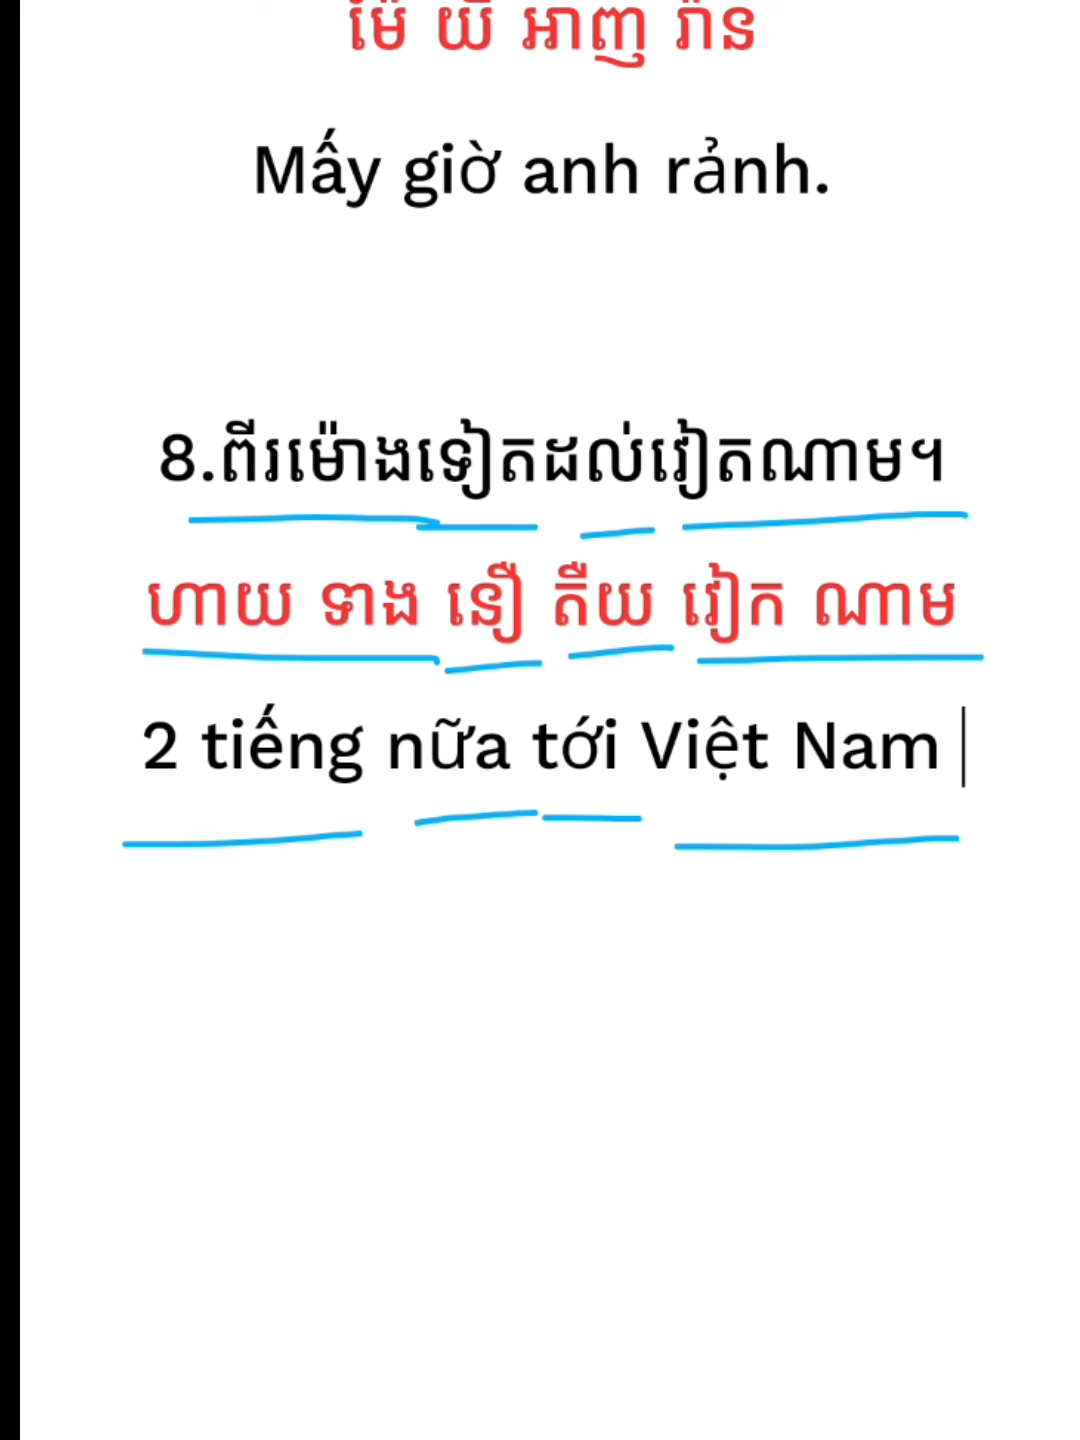 ម៉ែ យី អាញ រ៉ាន
Mấy giờ anh rảnh.
8.ពីរម៉ោងទៀតដល់វៀតណាម។
ហាយ ទាង នឿ តឺយ វៀក ណាម
2 tiếng nữa tới Việt Nam